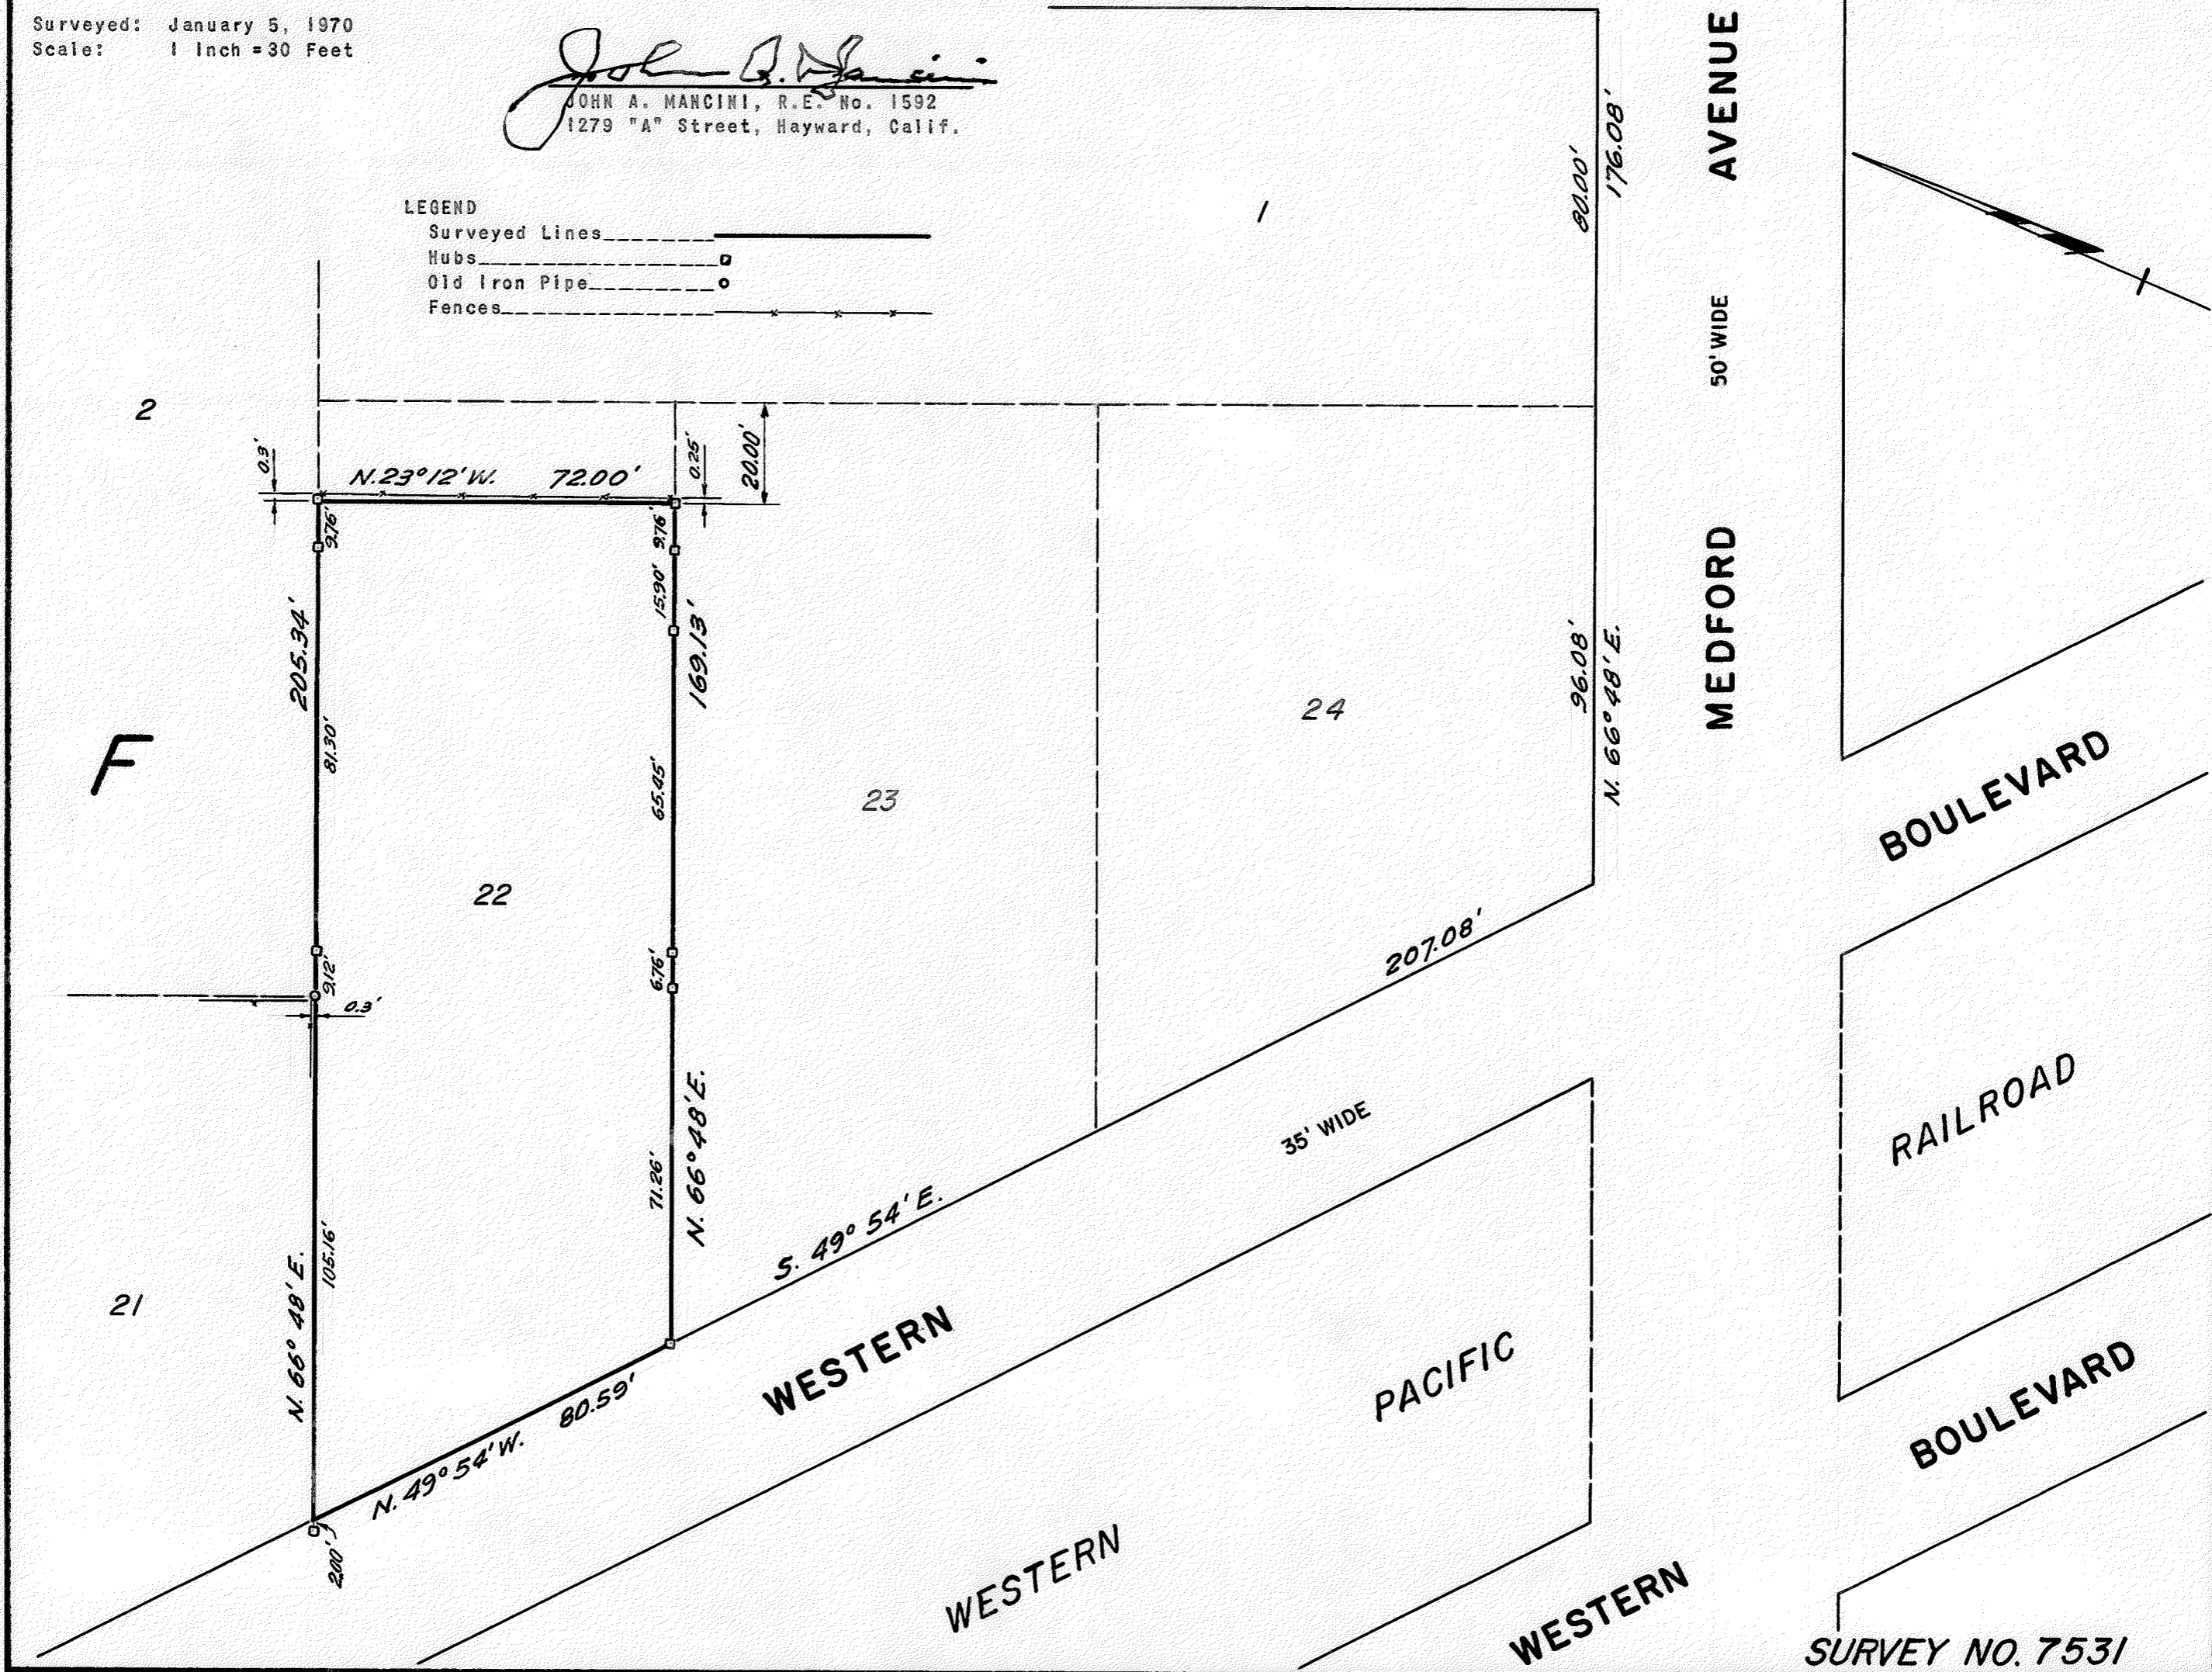 Surveyed: January 5, 1970
Scale: 1 Inch = 30 Feet
John A. Mancini
JOHN A. MANCINI, R.E. No. 1592
1279 "A" Street, Hayward, Calif.
LEGEND
Surveyed Lines
Hubs
Old Iron Pipe
Fences
1
80.00'
176.08'
AVENUE
50' WIDE
MEDFORD
2
0.3'
N. 23° 12' W. 72.00'
0.25'
20.00'
9.76'
9.76'
15.90'
205.34'
169.13'
81.30'
65.45'
F
22
23
24
96.08'
N. 66° 48' E.
BOULEVARD
9.12'
6.76'
0.3'
207.08'
RAILROAD
35' WIDE
71.26'
N. 66° 48' E.
S. 49° 54' E.
21
N. 66° 48' E.
105.16'
WESTERN
PACIFIC
BOULEVARD
80.59'
N. 49° 54' W.
2.00'
WESTERN
WESTERN
SURVEY NO. 7531